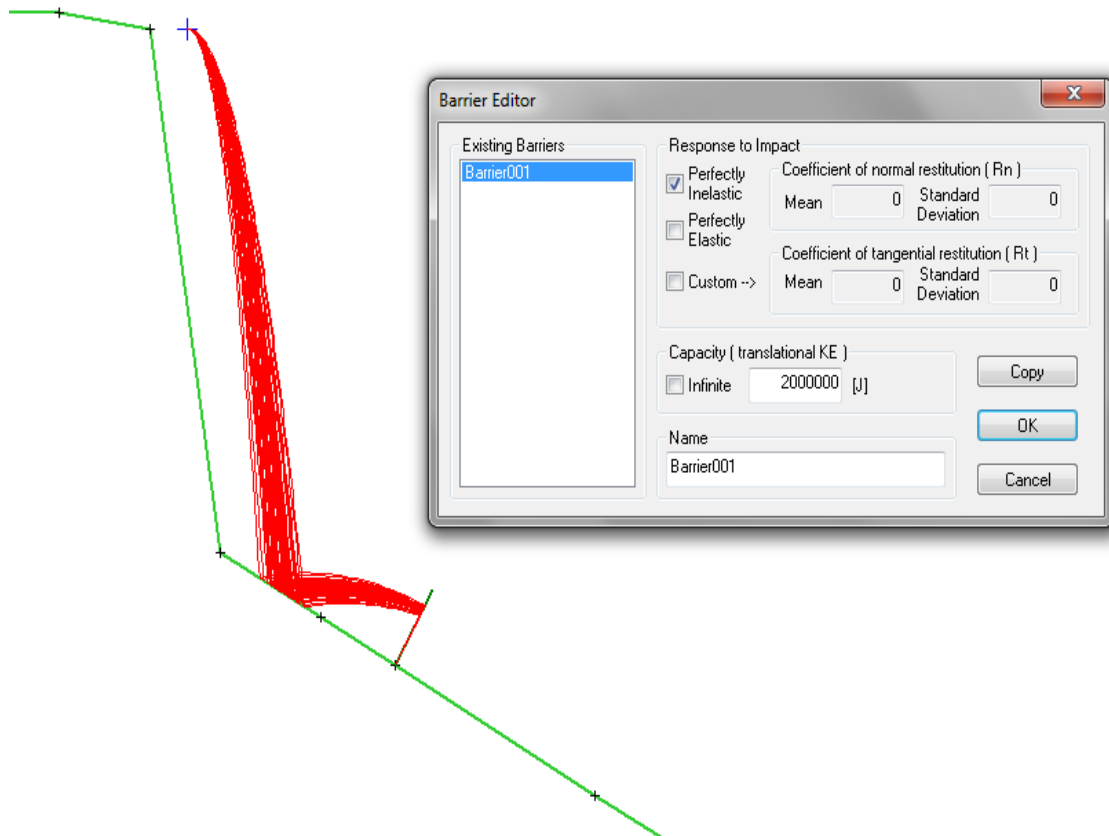 Barrier Editor
Existing Barriers
Barrier001
Response to Impact
Perfectly
Inelastic
Perfectly
Elastic
Custom -->
Coefficient of normal restitution ( Rn )
Mean 0 Standard Deviation 0
Coefficient of tangential restitution ( Rt )
Mean 0 Standard Deviation 0
Capacity ( translational KE )
Infinite 2000000 [J]
Name
Barrier001
Copy
OK
Cancel